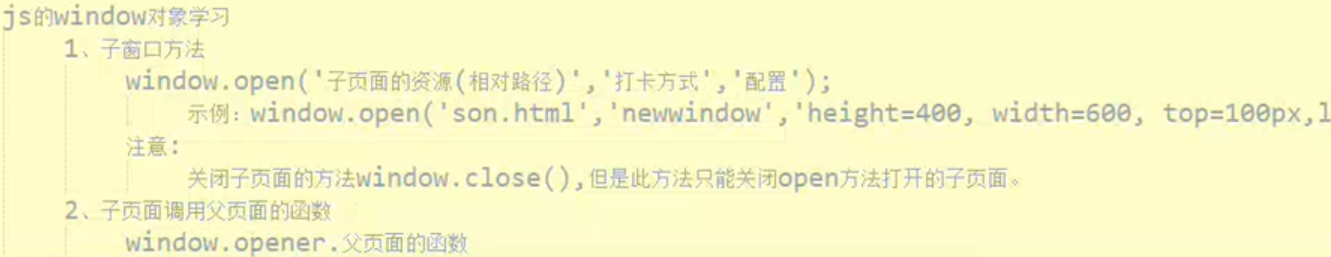 js的window对象学习
1、子窗口方法
window.open('子页面的资源(相对路径)','打卡方式','配置');
示例：window.open('son.html','newwindow','height=400, width=600, top=100px,l
注意:
关闭子页面的方法window.close(),但是此方法只能关闭open方法打开的子页面。
2、子页面调用父页面的函数
window.opener.父页面的函数